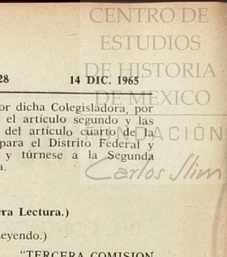 CENTRO DE
ESTUDIOS
DE HISTORIA
DE MEXICO
FUNDACIÓN
Carlos Slim
28 14 DIC. 1965
or dicha Colegisladora, por
el artículo segundo y las
del artículo cuarto de la
para el Distrito Federal y
y túrnese a la Segunda
a.
era Lectura.)
Leyendo.)
"TERCERA COMISION